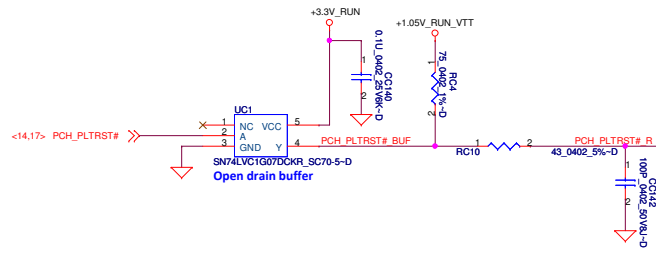 +3.3V_RUN
+1.05V_RUN_VTT
1
2
0.1U_0402_25V6K~D
CC140
1
2
75_0402_1%~D
RC4
UC1
<14,17> PCH_PLTRST#
1 NC VCC 5
2 A
3 GND Y 4
PCH_PLTRST#_BUF
1 2
PCH_PLTRST#_R
RC10
43_0402_5%~D
SN74LVC1G07DCKR_SC70-5~D
Open drain buffer
1
2
100P_0402_50V8J~D
CC142